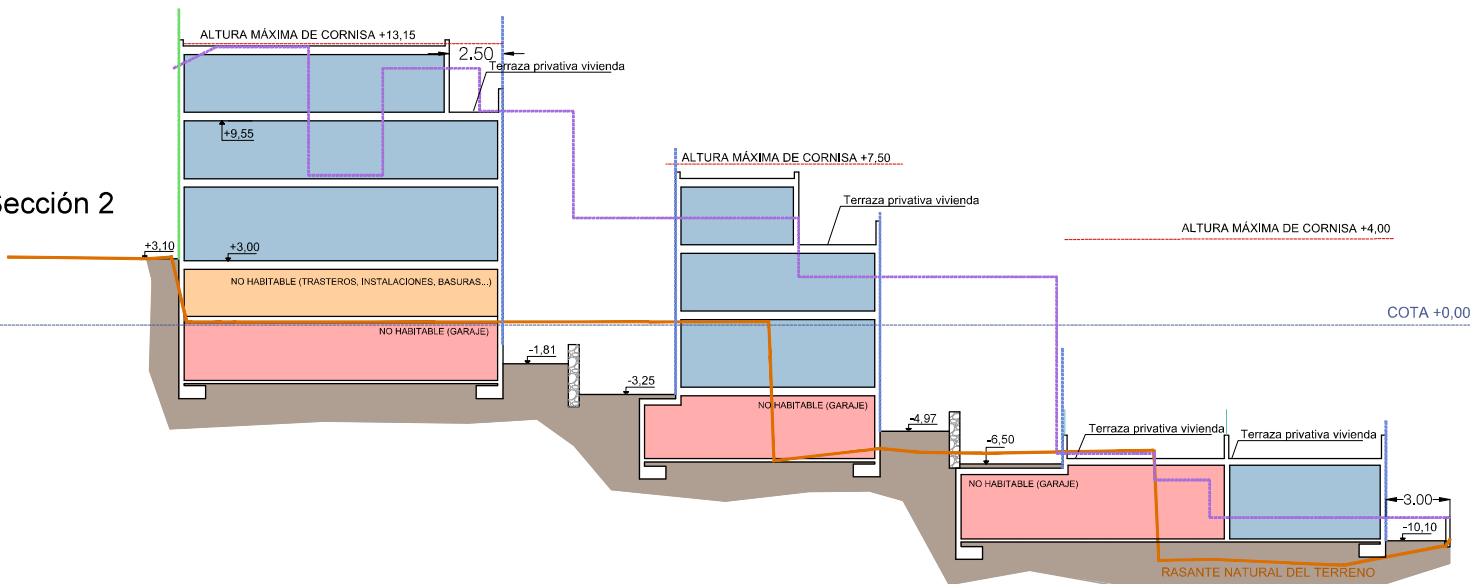 ALTURA MÁXIMA DE CORNISA +13,15
2.50
Terraza privativa vivienda
+9,55
ALTURA MÁXIMA DE CORNISA +7,50
Sección 2
Terraza privativa vivienda
ALTURA MÁXIMA DE CORNISA +4,00
+3,10
+3,00
NO HABITABLE (TRASTEROS, INSTALACIONES, BASURAS...)
COTA +0,00
NO HABITABLE (GARAJE)
-1,81
-3,25
NO HABITABLE (GARAJE)
-4,97
Terraza privativa vivienda
Terraza privativa vivienda
-6,50
NO HABITABLE (GARAJE)
3.00
-10,10
RASANTE NATURAL DEL TERRENO